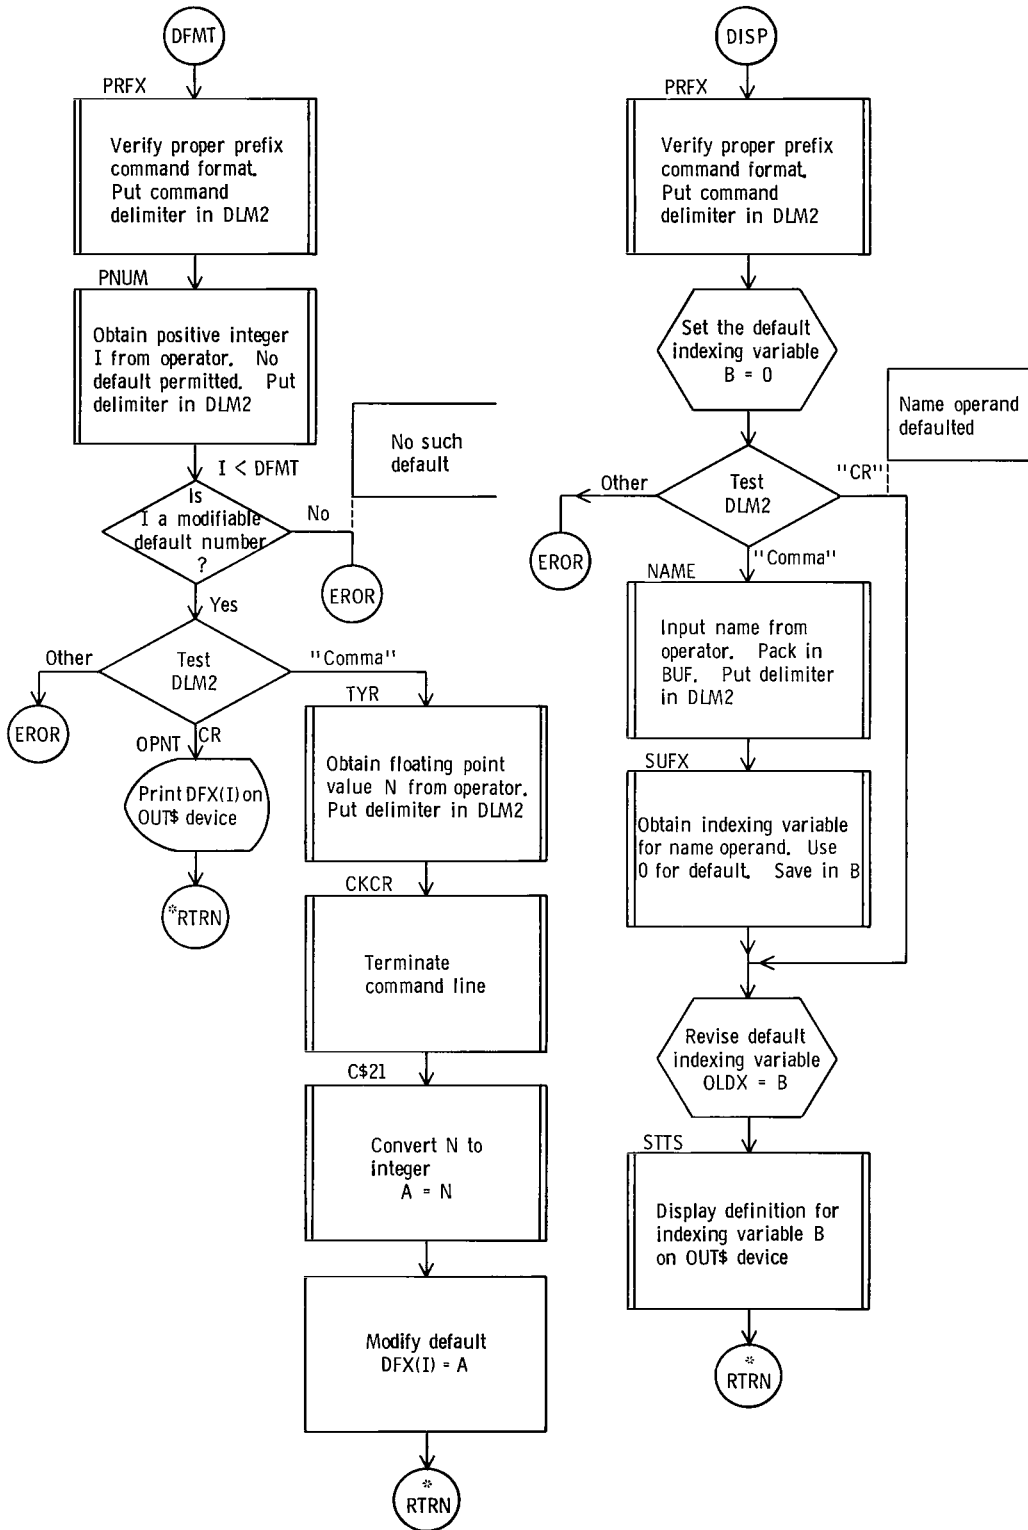 DFMT
PRFX
Verify proper prefix
command format.
Put command
delimiter in DLM2
PNUM
Obtain positive integer
I from operator. No
default permitted. Put
delimiter in DLM2
I < DFMT
No such
default
Is
I a modifiable
default number
?
No
EROR
Yes
Other
Test
DLM2
"Comma"
EROR
CR
OPNT
Print DFX(I) on
OUT$ device
*RTRN
TYR
Obtain floating point
value N from operator.
Put delimiter in DLM2
CKCR
Terminate
command line
C$21
Convert N to
integer
A = N
Modify default
DFX(I) = A
*
RTRN
DISP
PRFX
Verify proper prefix
command format.
Put command
delimiter in DLM2
Set the default
indexing variable
B = 0
Name operand
defaulted
Other
Test
DLM2
"CR"
EROR
"Comma"
NAME
Input name from
operator. Pack in
BUF. Put delimiter
in DLM2
SUFX
Obtain indexing variable
for name operand. Use
0 for default. Save in B
Revise default
indexing variable
OLDX = B
STTS
Display definition for
indexing variable B
on OUT$ device
*
RTRN